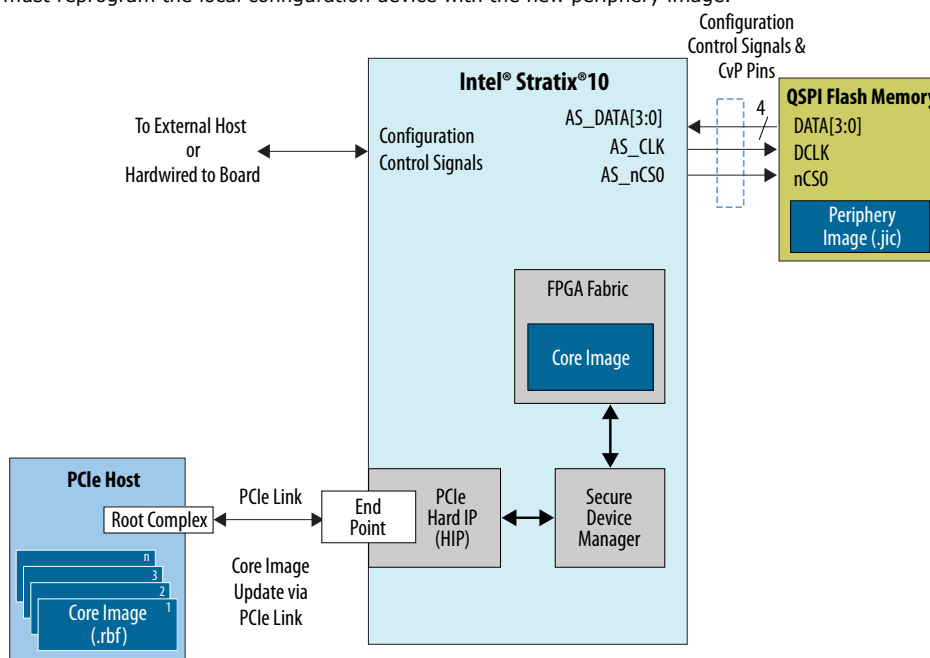 must reprogram the local configuration device with the new periphery image.
Configuration
Control Signals &
CvP Pins
Intel® Stratix®10
QSPI Flash Memory
To External Host
or
Hardwired to Board
Configuration
Control Signals
AS_DATA[3:0]
AS_CLK
AS_nCS0
4
DATA[3:0]
DCLK
nCS0
Periphery
Image (.jic)
FPGA Fabric
Core Image
PCIe Host
Root Complex
PCIe Link
End
Point
PCIe
Hard IP
(HIP)
Secure
Device
Manager
n
3
2
1
Core Image
(.rbf)
Core Image
Update via
PCIe Link